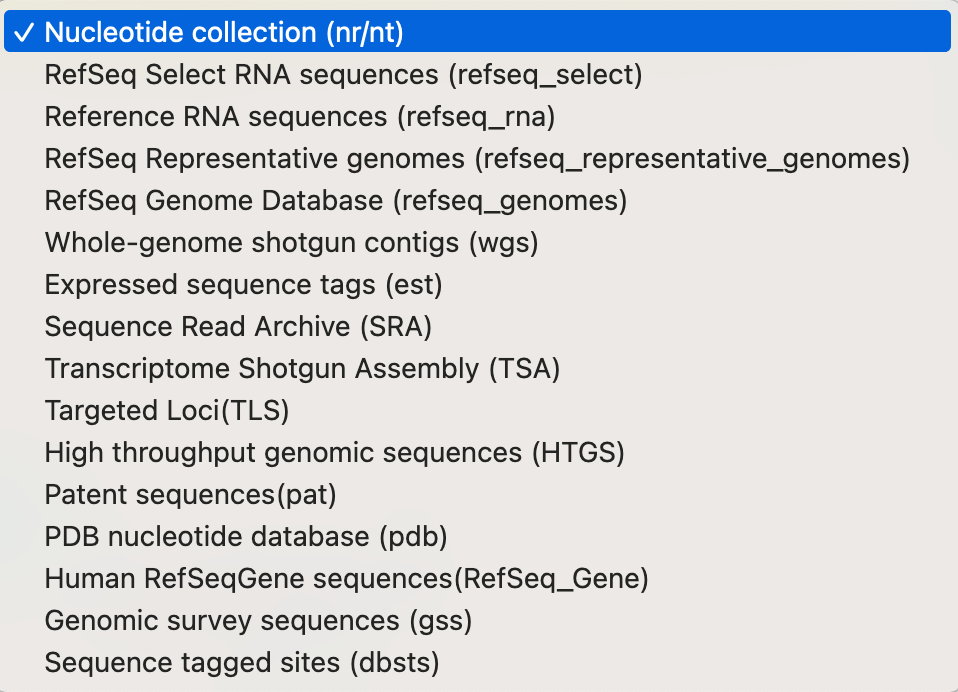 ✓ Nucleotide collection (nr/nt)
RefSeq Select RNA sequences (refseq_select)
Reference RNA sequences (refseq_rna)
RefSeq Representative genomes (refseq_representative_genomes)
RefSeq Genome Database (refseq_genomes)
Whole-genome shotgun contigs (wgs)
Expressed sequence tags (est)
Sequence Read Archive (SRA)
Transcriptome Shotgun Assembly (TSA)
Targeted Loci(TLS)
High throughput genomic sequences (HTGS)
Patent sequences(pat)
PDB nucleotide database (pdb)
Human RefSeqGene sequences(RefSeq_Gene)
Genomic survey sequences (gss)
Sequence tagged sites (dbsts)